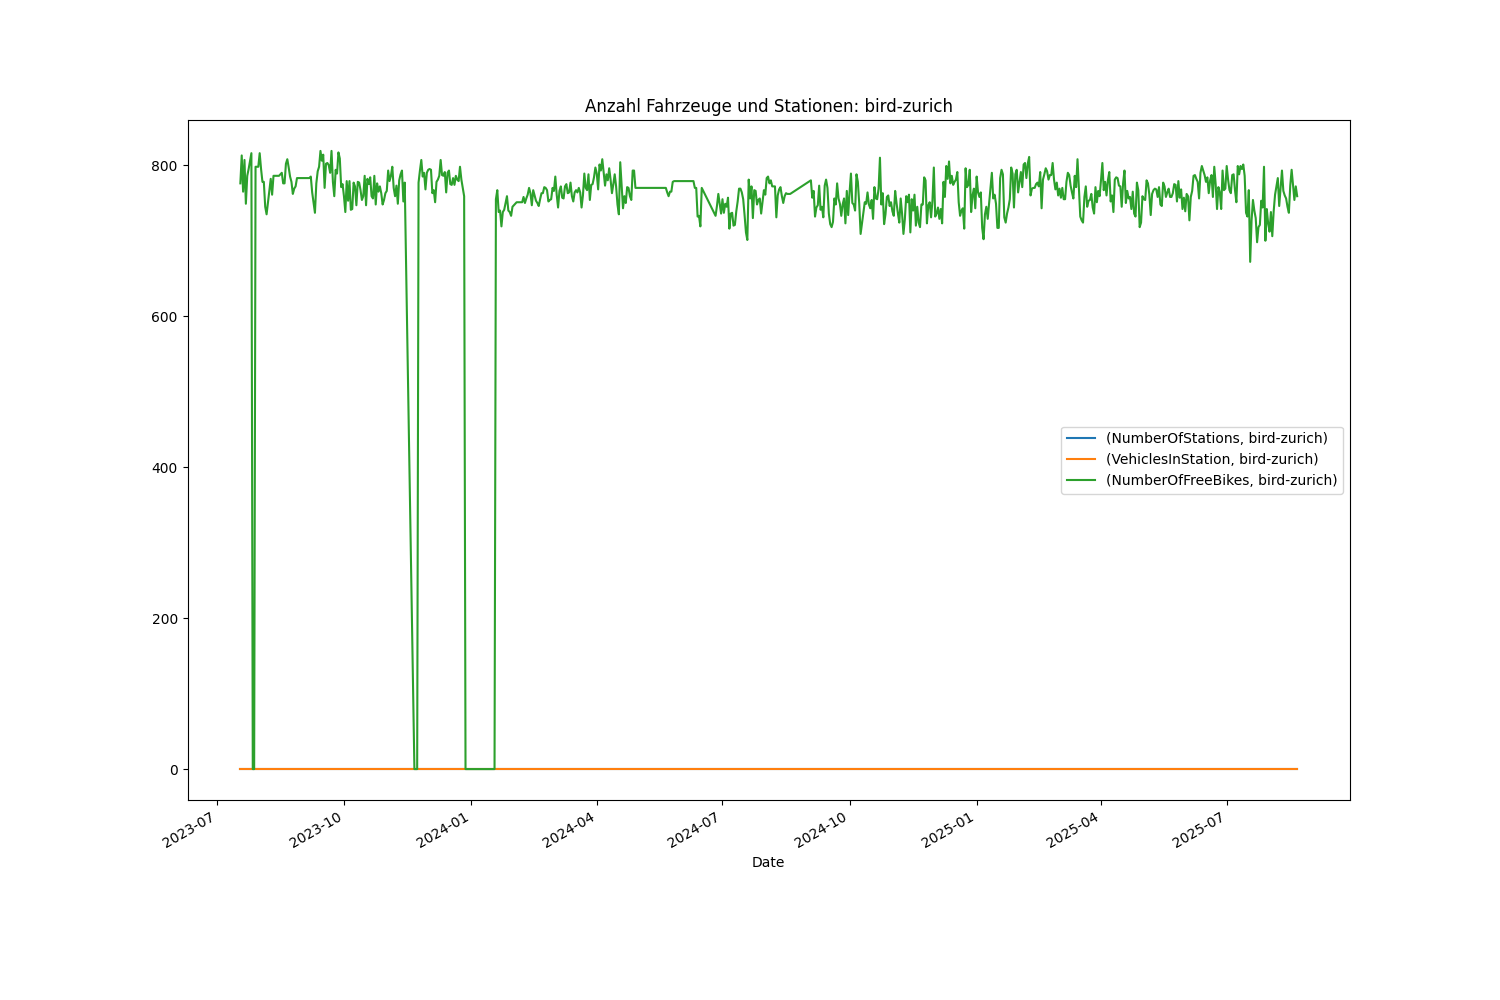 Anzahl Fahrzeuge und Stationen: bird-zurich
800
600
400
200
0
(NumberOfStations, bird-zurich)
(VehiclesInStation, bird-zurich)
(NumberOfFreeBikes, bird-zurich)
2023-07
2023-10
2024-01
2024-04
2024-07
2024-10
2025-01
2025-04
2025-07
Date